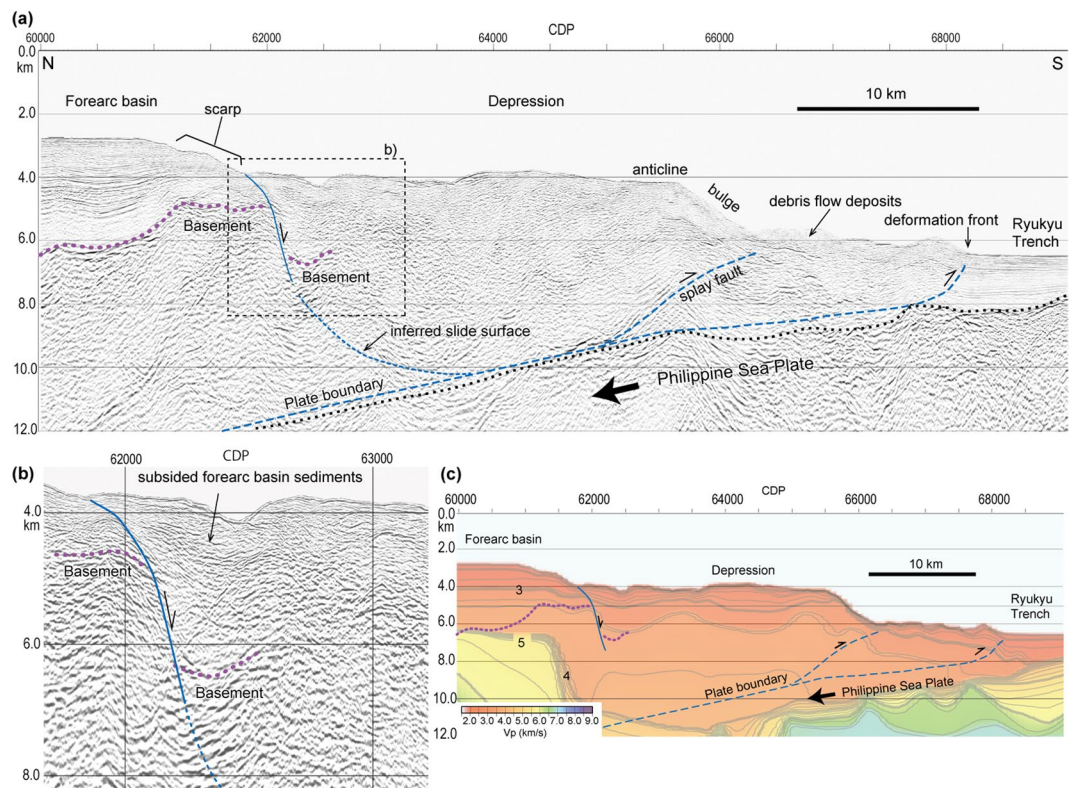 (a)
CDP
60000 62000 64000 66000 68000
0.0
km
N
S
Forearc basin
scarp
Depression
10 km
2.0
b)
4.0
anticline
bulge
debris flow deposits
deformation front
Ryukyu
Trench
Basement
6.0
Basement
splay fault
8.0
inferred slide surface
10.0
Plate boundary
Philippine Sea Plate
12.0
(b)
CDP
62000 63000
subsided forearc basin sediments
4.0
km
Basement
6.0
Basement
8.0
(c)
CDP
60000 62000 64000 66000 68000
0.0
km
Forearc basin
2.0
Depression
10 km
3
4.0
Ryukyu
Trench
6.0
5
8.0
4
Plate boundary
Philippine Sea Plate
10.0
2.0 3.0 4.0 5.0 6.0 7.0 8.0 9.0
Vp (km/s)
12.0